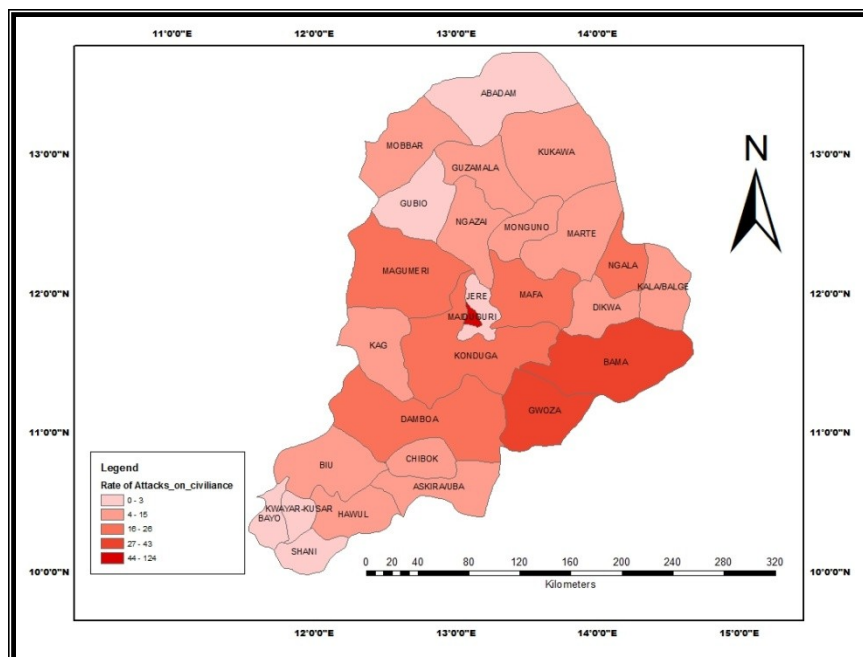 11°0'0"E 12°0'0"E 13°0'0"E 14°0'0"E
ABADAM
N
MOBBAR
13°0'0"N 13°0'0"N
KUKAWA
GUZAMALA
GUBIO
NGAZAI
MONGUNO
MARTE
MAGUMERI
NGALA
KALA/BALGE
12°0'0"N 12°0'0"N
JERE
MAFA
DIKWA
MAIDUGURI
KAG
KONDUGA
BAMA
GWOZA
DAMBOA
11°0'0"N 11°0'0"N
CHIBOK
BIU
ASKIRA/UBA
KWAYAR-KUSAR
HAWUL
BAYO
SHANI
Legend
Rate of Attacks_on_civiliance
0 - 3
4 - 15
16 - 26
27 - 43
44 - 124
10°0'0"N 10°0'0"N
0 20 40 80 120 160 200 240 280 320
Kilometers
12°0'0"E 13°0'0"E 14°0'0"E 15°0'0"E